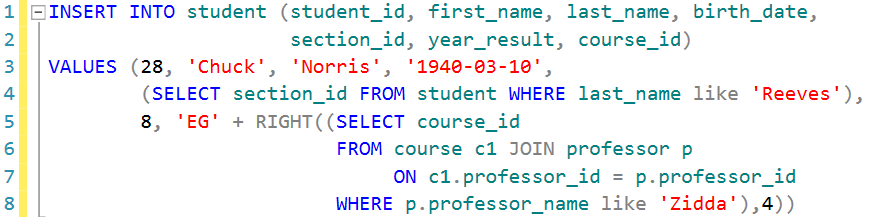 1 INSERT INTO student (student_id, first_name, last_name, birth_date,
2 section_id, year_result, course_id)
3 VALUES (28, 'Chuck', 'Norris', '1940-03-10',
4 (SELECT section_id FROM student WHERE last_name like 'Reeves'),
5 8, 'EG' + RIGHT((SELECT course_id
6 FROM course c1 JOIN professor p
7 ON c1.professor_id = p.professor_id
8 WHERE p.professor_name like 'Zidda'),4))